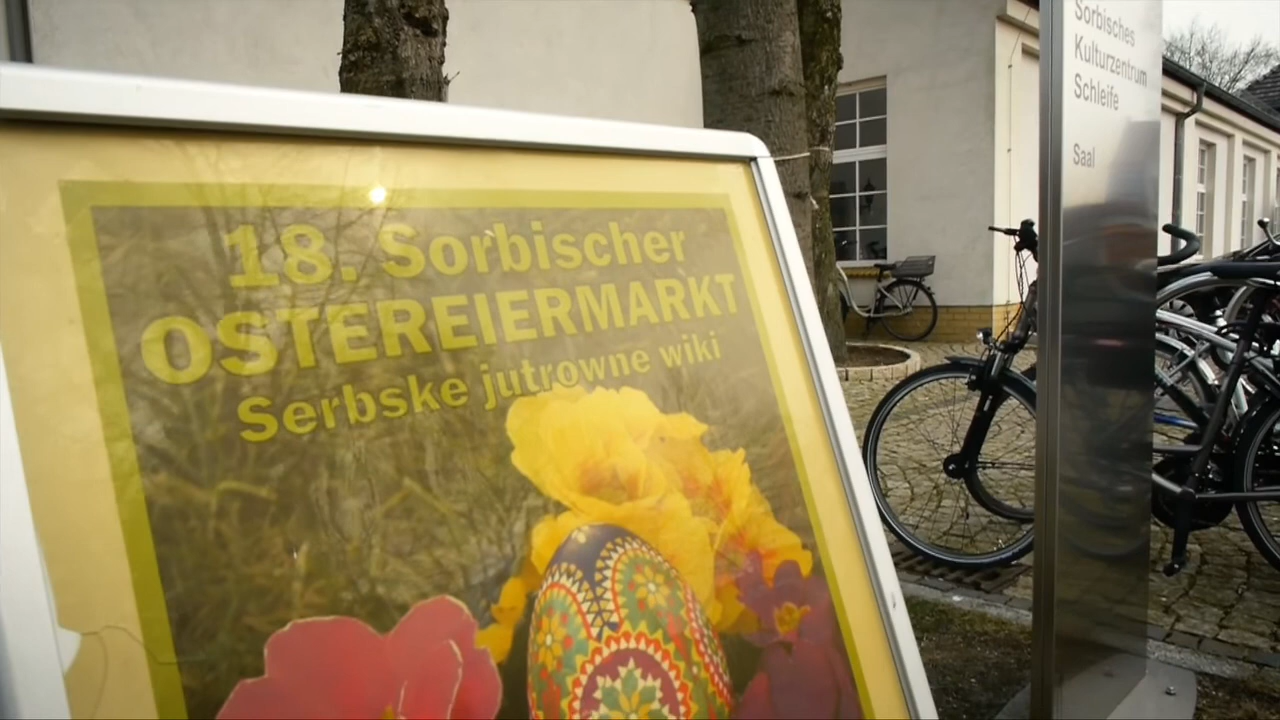 18. Sorbischer
OSTEREIERMARKT
Serbske jutrowne wiki
Sorbisches
Kulturzentrum
Schleife
Saal